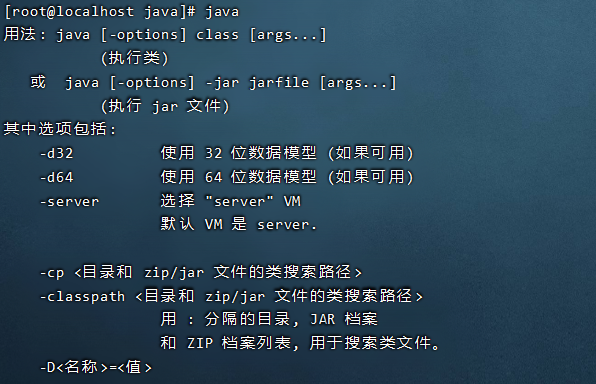 [root@localhost java]# java
用法: java [-options] class [args...]
(执行类)
或 java [-options] -jar jarfile [args...]
(执行 jar 文件)
其中选项包括:
-d32 使用 32 位数据模型 (如果可用)
-d64 使用 64 位数据模型 (如果可用)
-server 选择 "server" VM
默认 VM 是 server.
-cp <目录和 zip/jar 文件的类搜索路径>
-classpath <目录和 zip/jar 文件的类搜索路径>
用 : 分隔的目录, JAR 档案
和 ZIP 档案列表, 用于搜索类文件。
-D<名称>=<值>